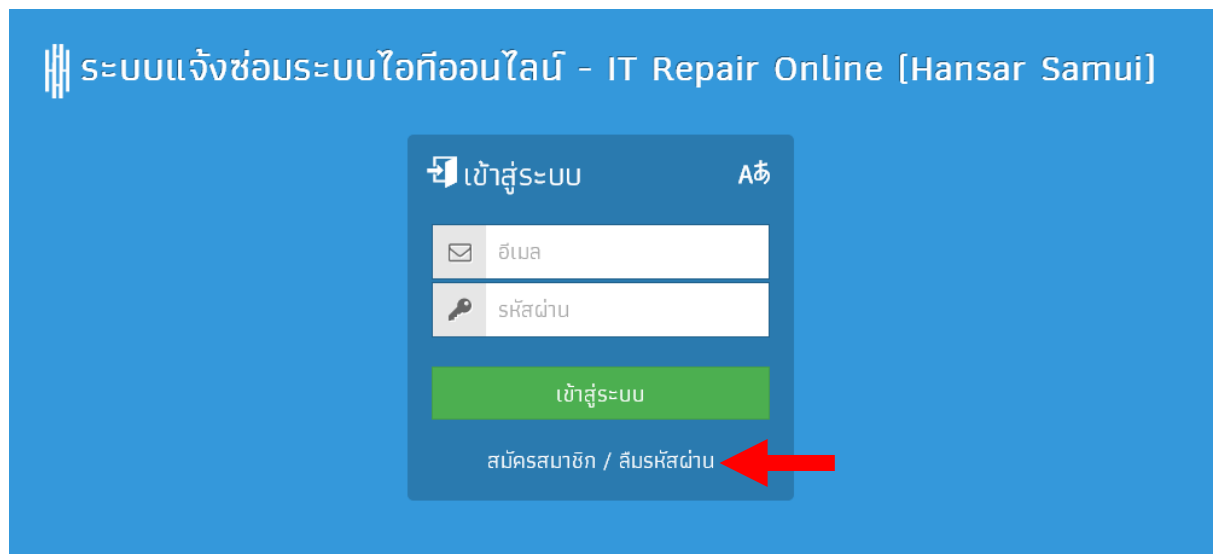 ระบบแจ้งซ่อมระบบไอทีออนไลน์ - IT Repair Online [Hansar Samui]
เข้าสู่ระบบ Aあ
อีเมล
รหัสผ่าน
เข้าสู่ระบบ
สมัครสมาชิก / ลืมรหัสผ่าน